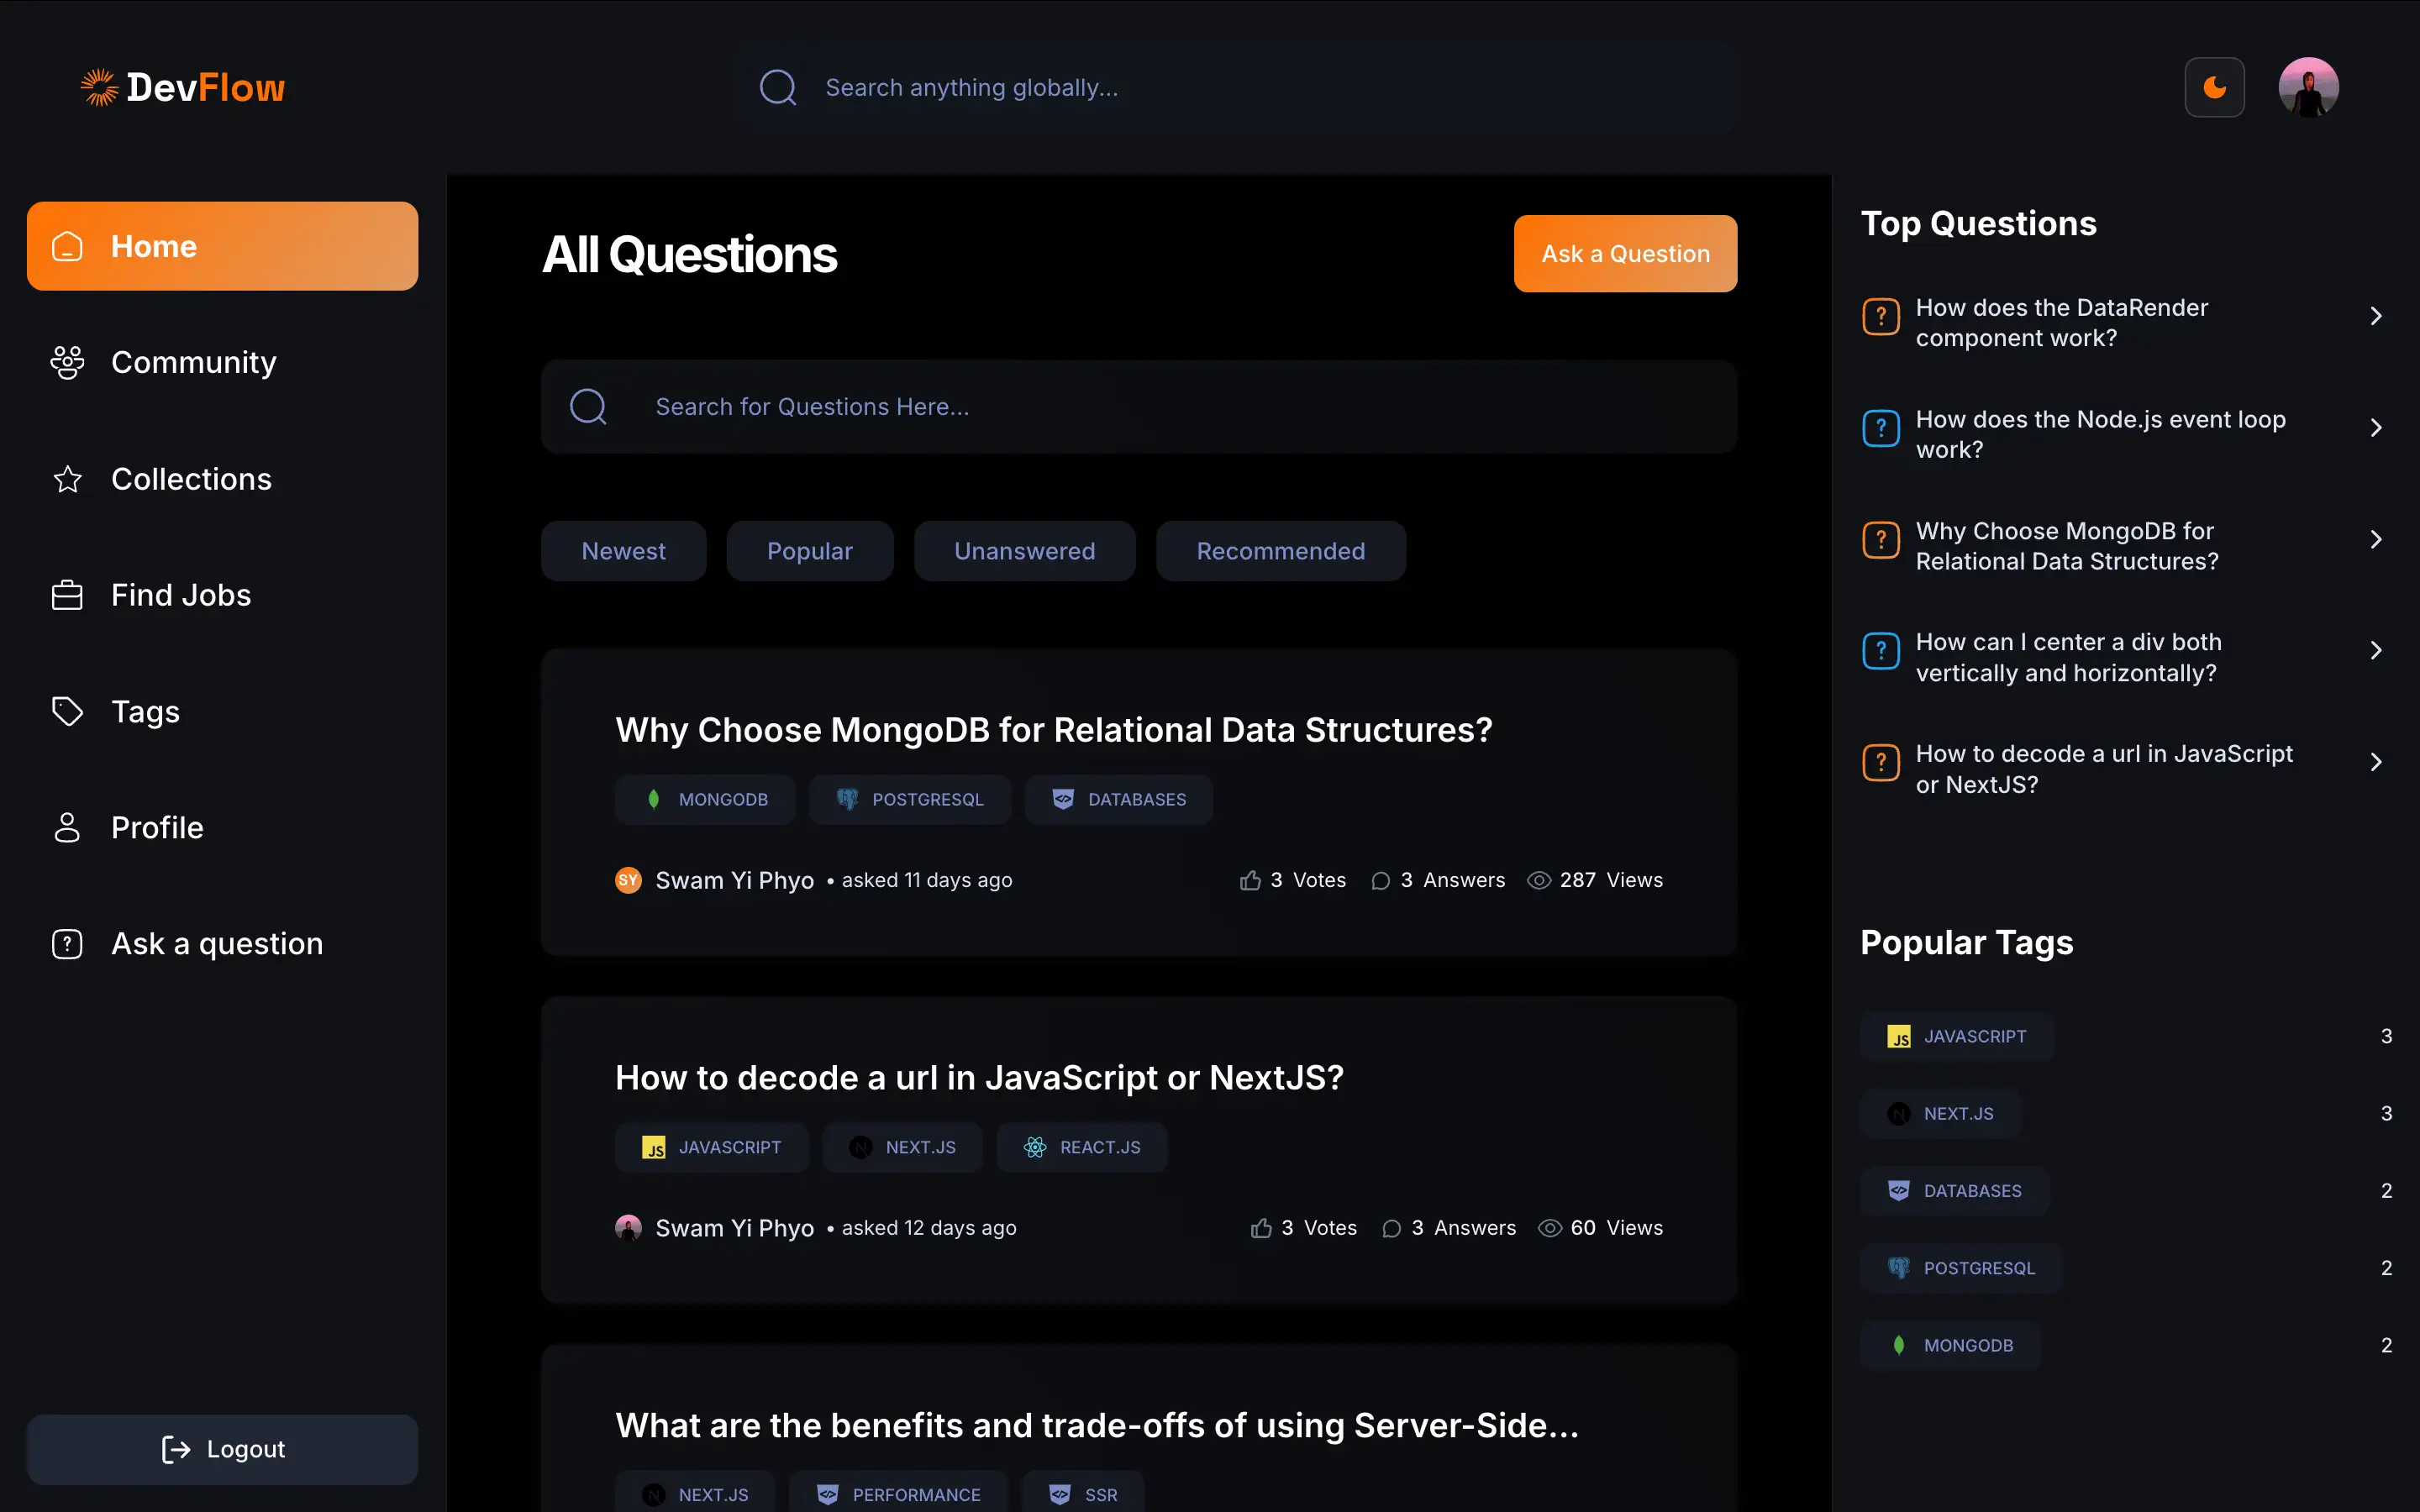 DevFlow
Search anything globally...
Home
Community
Collections
Find Jobs
Tags
Profile
Ask a question
Logout
All Questions
Ask a Question
Search for Questions Here...
Newest
Popular
Unanswered
Recommended
Why Choose MongoDB for Relational Data Structures?
MONGODB
POSTGRESQL
DATABASES
SY Swam Yi Phyo • asked 11 days ago
3 Votes 3 Answers 287 Views
How to decode a url in JavaScript or NextJS?
JS JAVASCRIPT
N NEXT.JS
REACT.JS
Swam Yi Phyo • asked 12 days ago
3 Votes 3 Answers 60 Views
What are the benefits and trade-offs of using Server-Side...
N NEXT.JS
PERFORMANCE
SSR
Top Questions
? How does the DataRender
component work?
? How does the Node.js event loop
work?
? Why Choose MongoDB for
Relational Data Structures?
? How can I center a div both
vertically and horizontally?
? How to decode a url in JavaScript
or NextJS?
Popular Tags
JS JAVASCRIPT 3
N NEXT.JS 3
DATABASES 2
POSTGRESQL 2
MONGODB 2